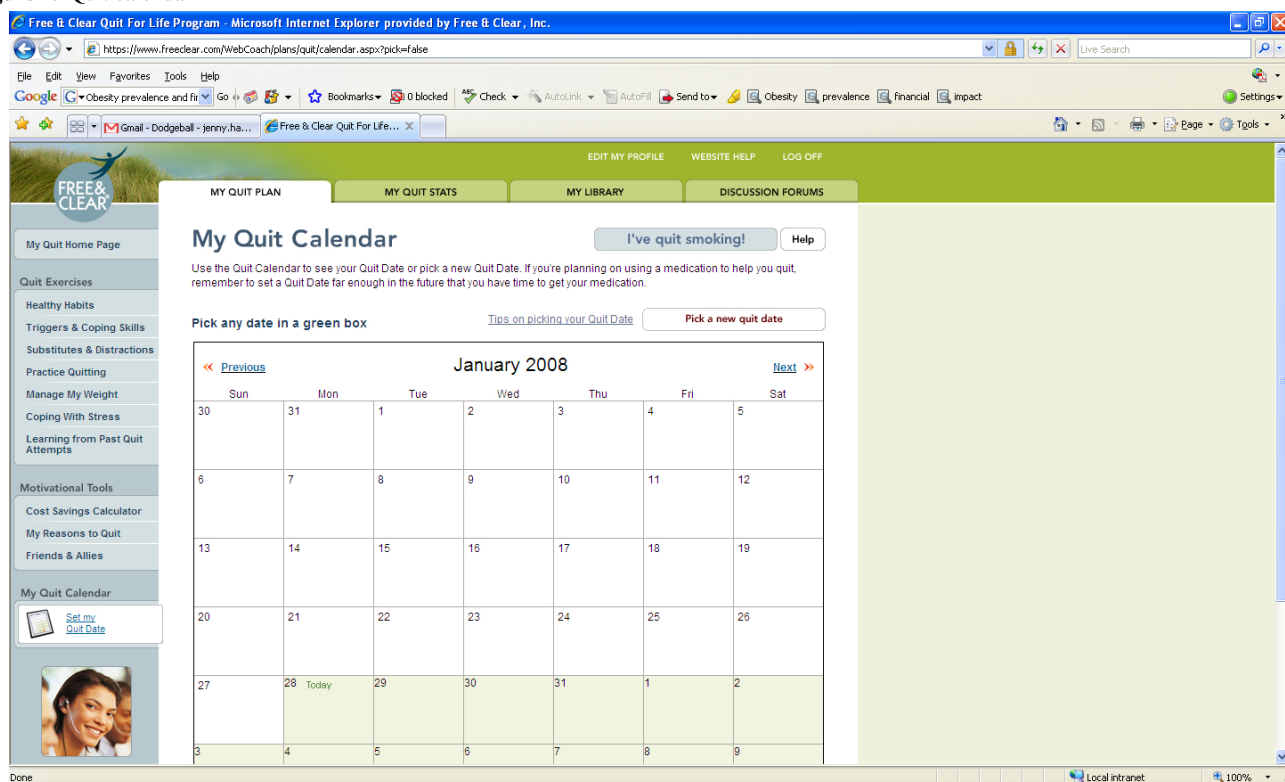 Free & Clear Quit For Life Program - Microsoft Internet Explorer provided by Free & Clear, Inc.
https://www.freeclear.com/WebCoach/plans/quit/calendar.aspx?pick=false
Live Search
File Edit View Favorites Tools Help
Google Obesity prevalence and fir Go Bookmarks 0 blocked Check AutoLink AutoFill Send to Obesity prevalence financial impact Settings
Gmail - Dodgeball - jenny.ha... Free & Clear Quit For Life... Page Tools
EDIT MY PROFILE WEBSITE HELP LOG OFF
FREE&
CLEAR
MY QUIT PLAN MY QUIT STATS MY LIBRARY DISCUSSION FORUMS
My Quit Home Page
Quit Exercises
Healthy Habits
Triggers & Coping Skills
Substitutes & Distractions
Practice Quitting
Manage My Weight
Coping With Stress
Learning from Past Quit
Attempts
Motivational Tools
Cost Savings Calculator
My Reasons to Quit
Friends & Allies
My Quit Calendar
Set my
Quit Date
My Quit Calendar
I've quit smoking! Help
Use the Quit Calendar to see your Quit Date or pick a new Quit Date. If you're planning on using a medication to help you quit,
remember to set a Quit Date far enough in the future that you have time to get your medication.
Pick any date in a green box Tips on picking your Quit Date Pick a new quit date
« Previous January 2008 Next »
Sun Mon Tue Wed Thu Fri Sat
30 31 1 2 3 4 5
6 7 8 9 10 11 12
13 14 15 16 17 18 19
20 21 22 23 24 25 26
27 28 Today 29 30 31 1 2
3 4 5 6 7 8 9
Done Local intranet 100%